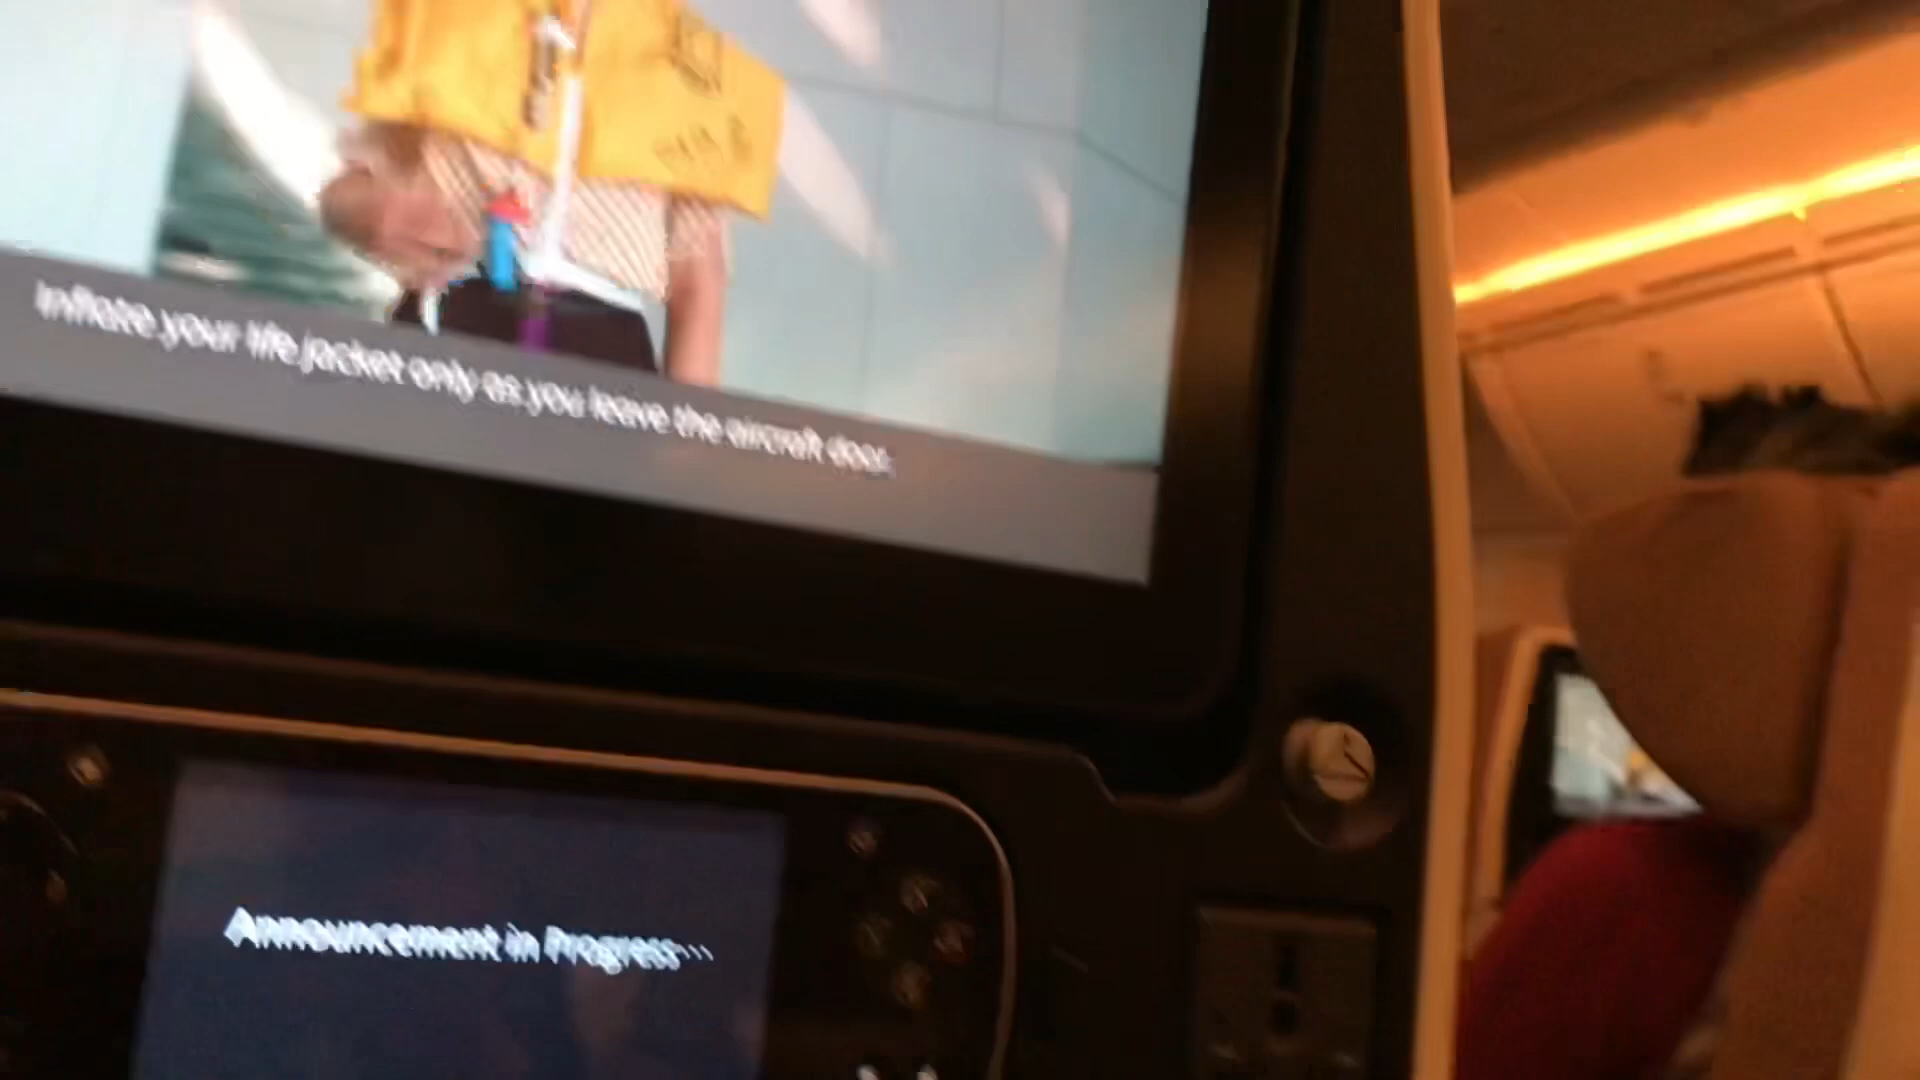 Inflate your life jacket only as you leave the aircraft door.
Announcement in Progress...